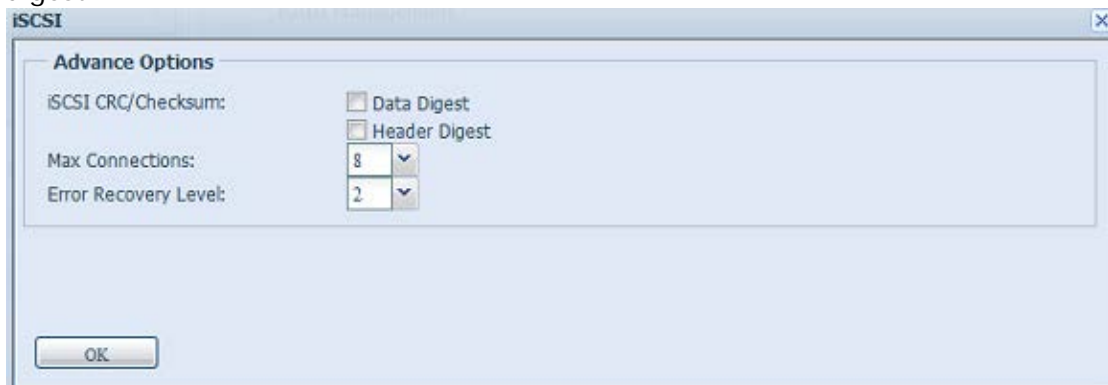 iSCSI
Advance Options
iSCSI CRC/Checksum:
Data Digest
Header Digest
Max Connections:
8
Error Recovery Level:
2
OK